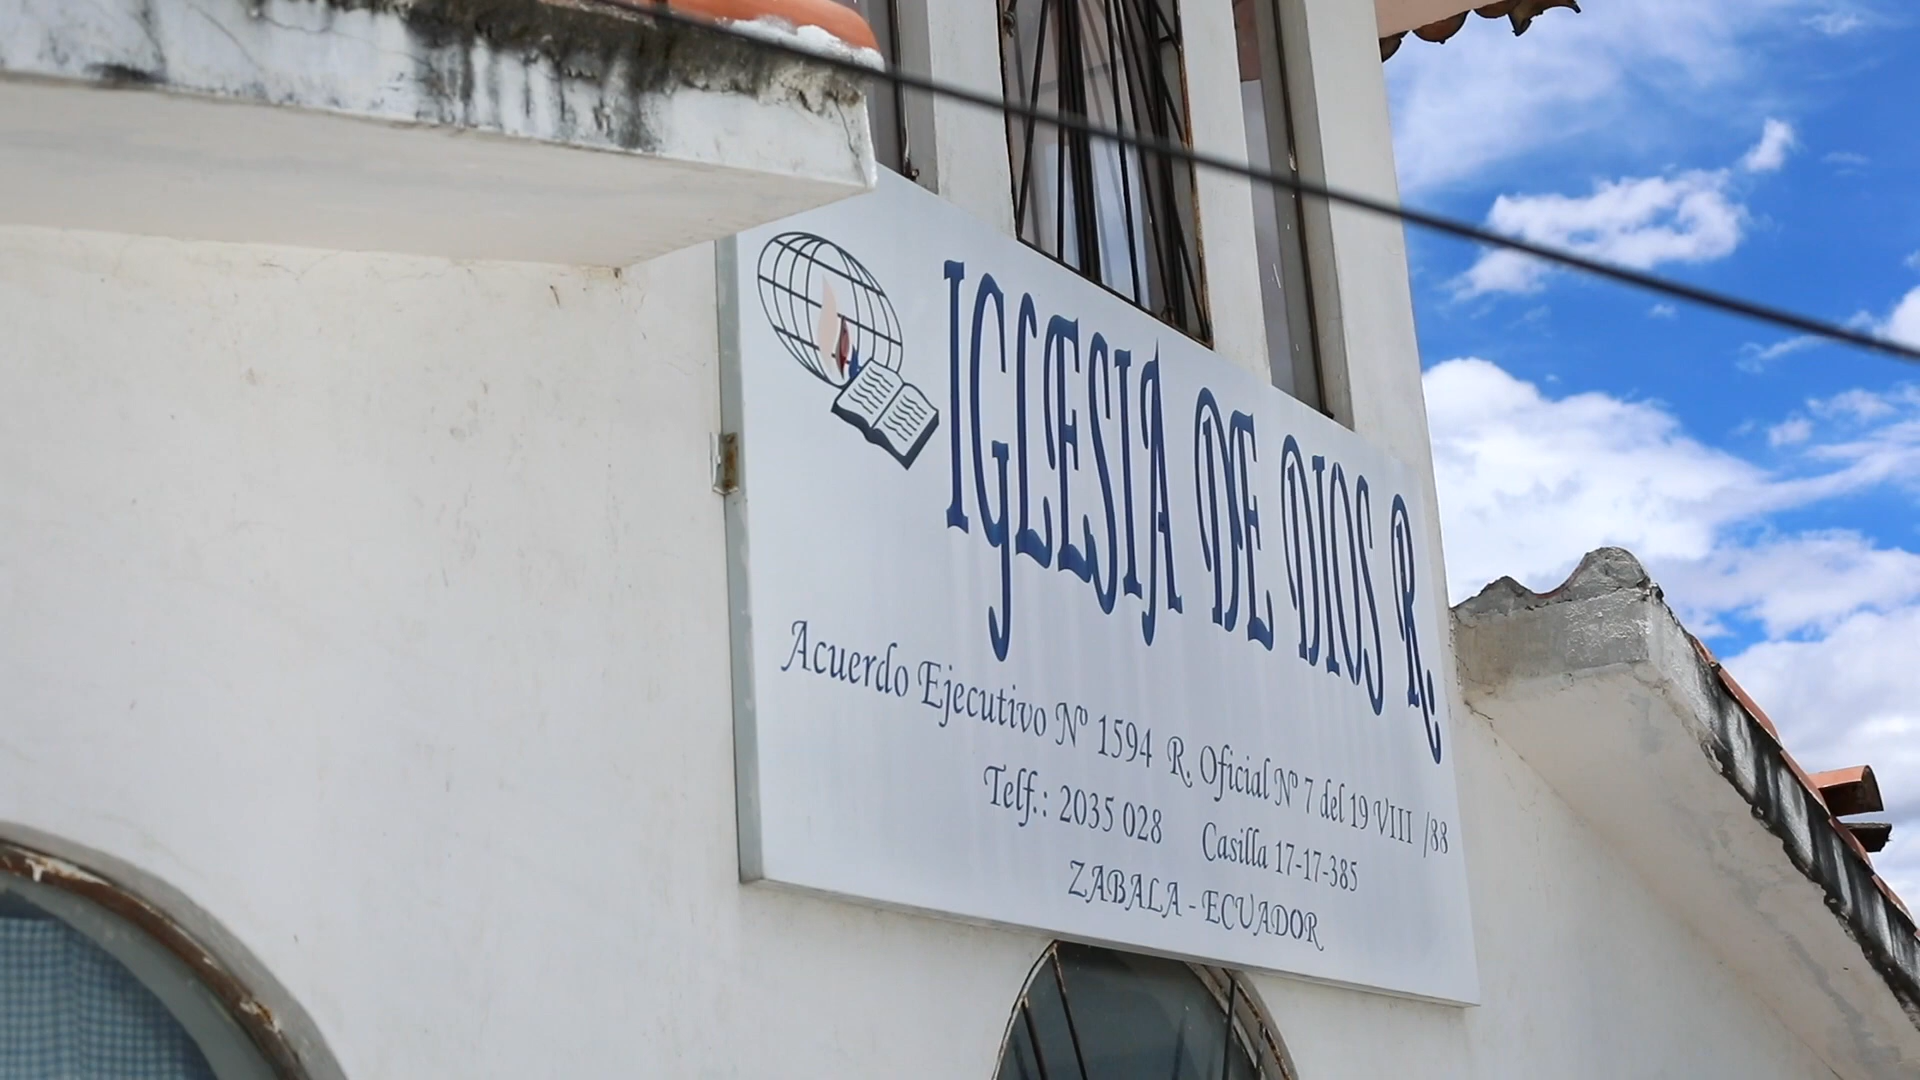 IGLESIA DE DIOS R.
Acuerdo Ejecutivo Nº 1594 R. Oficial Nº 7 del 19 VIII /88
Telf.: 2035 028 Casilla 17-17-385
ZABALA - ECUADOR